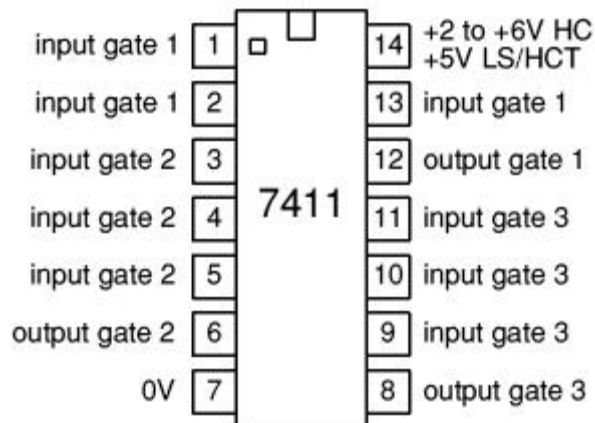 input gate 1 1 14 +2 to +6V HC
+5V LS/HCT
input gate 1 2 13 input gate 1
input gate 2 3 12 output gate 1
7411
input gate 2 4 11 input gate 3
input gate 2 5 10 input gate 3
output gate 2 6 9 input gate 3
0V 7 8 output gate 3